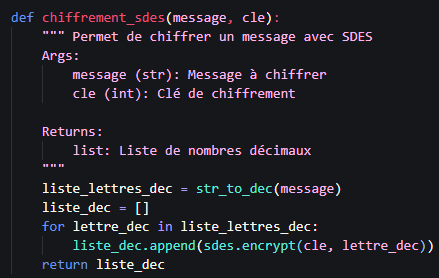 def chiffrement_sdes(message, cle):
    """ Permet de chiffrer un message avec SDES
    Args:
        message (str): Message à chiffrer
        cle (int): Clé de chiffrement

    Returns:
        list: Liste de nombres décimaux
    """
    liste_lettres_dec = str_to_dec(message)
    liste_dec = []
    for lettre_dec in liste_lettres_dec:
        liste_dec.append(sdes.encrypt(cle, lettre_dec))
    return liste_dec